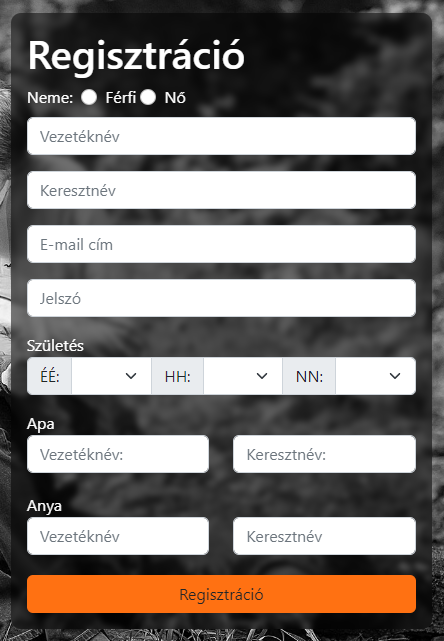 Regisztráció
Neme: Férfi Nő
Vezetéknév
Keresztnév
E-mail cím
Jelszó
Születés
ÉÉ: HH: NN:
Apa
Vezetéknév: Keresztnév:
Anya
Vezetéknév Keresztnév
Regisztráció